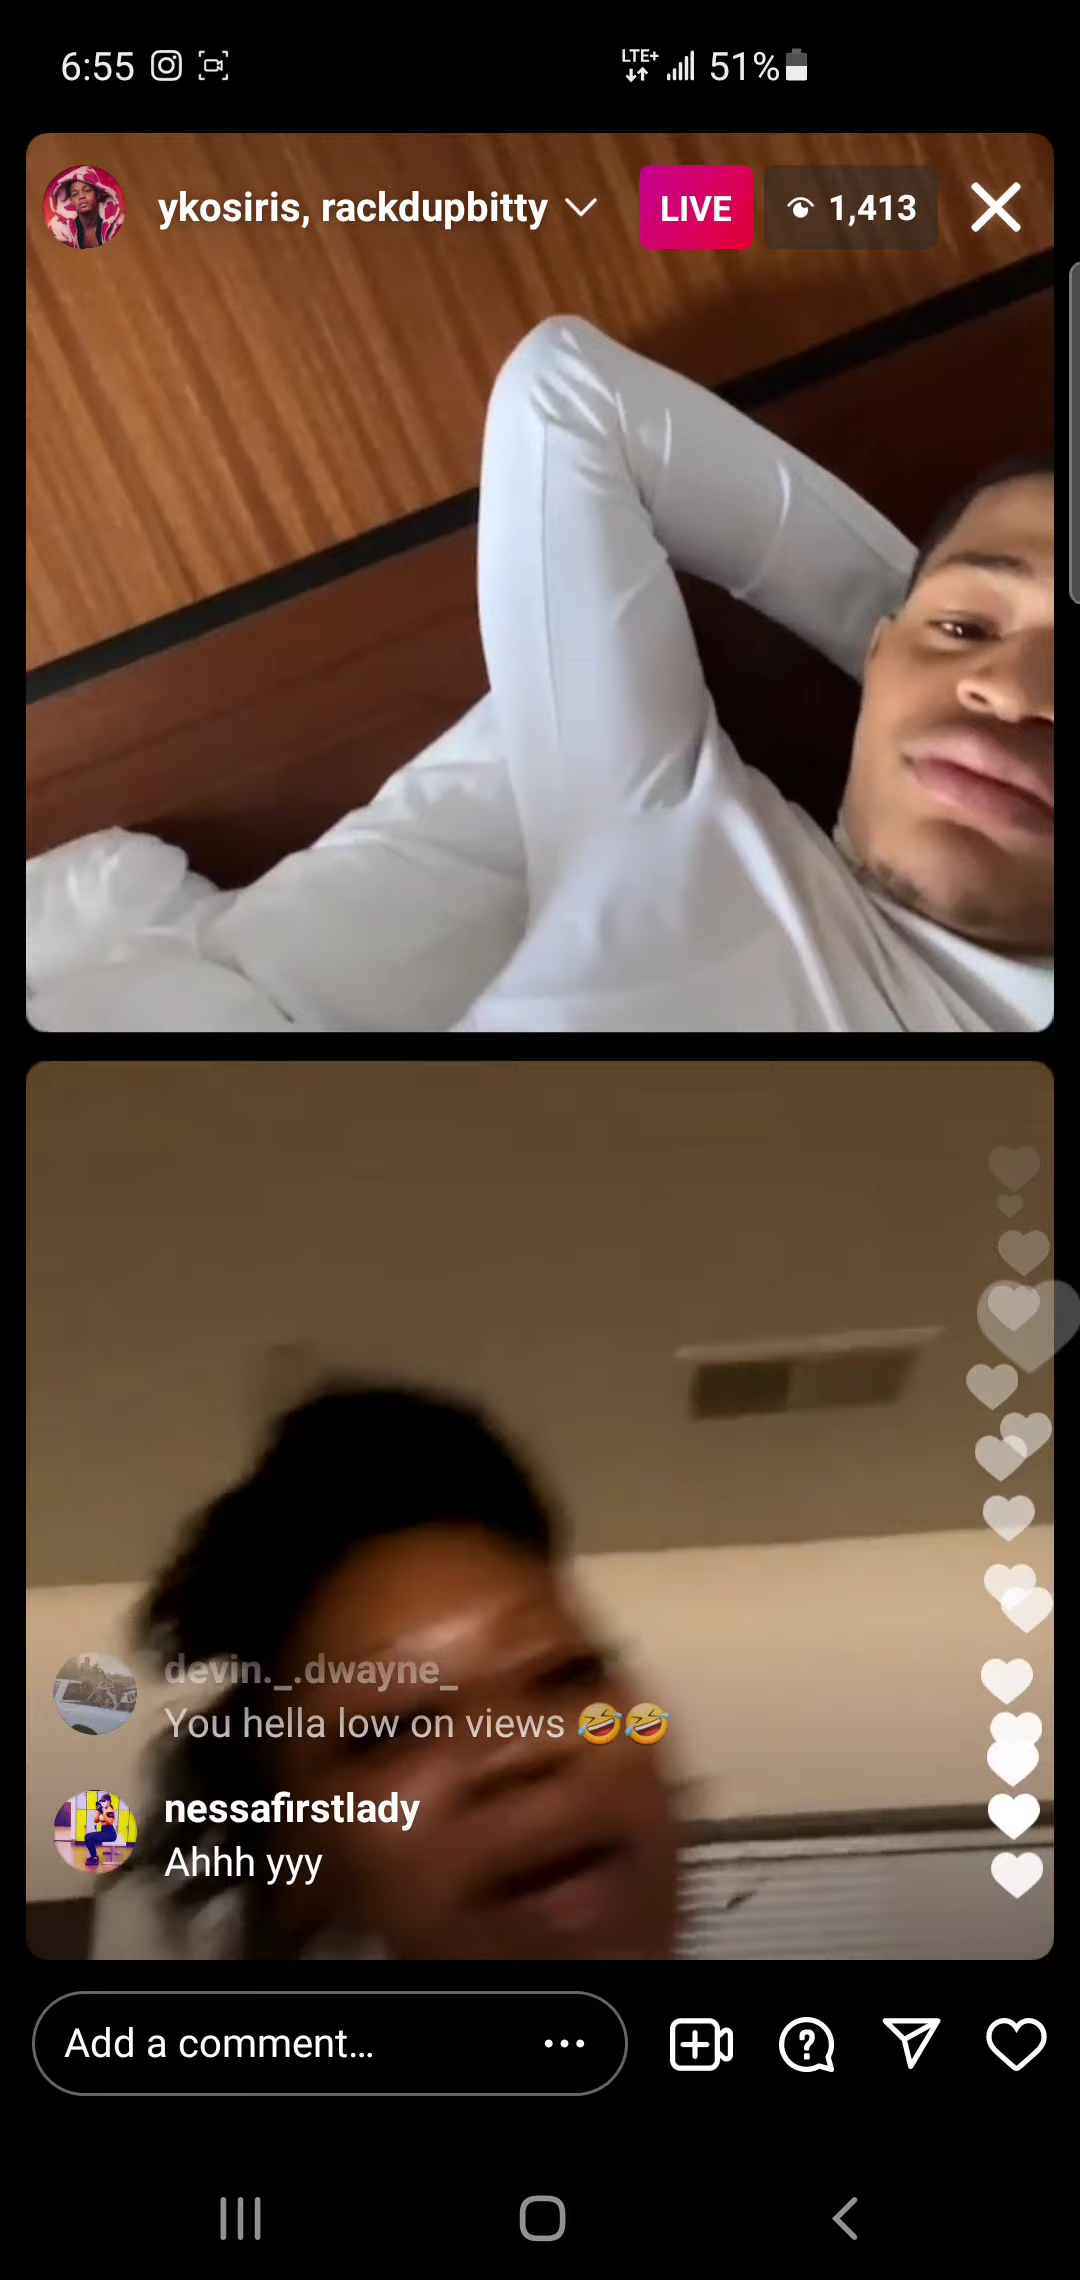 6:55 LTE+ 51%
ykosiris, rackdupbitty LIVE 1,413
devin._.dwayne_
You hella low on views 🤣🤣
nessafirstlady
Ahhh yyy
Add a comment...